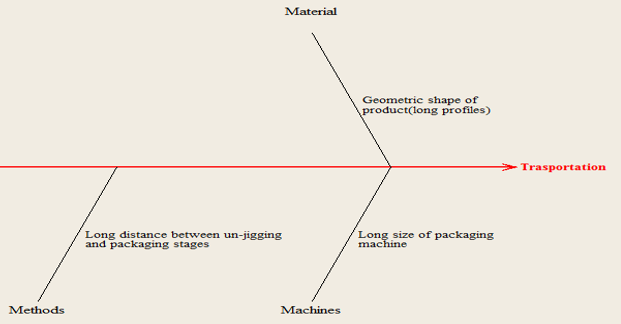 Material
Geometric shape of
product(long profiles)
Trasportation
Long distance between un-jigging
and packaging stages
Long size of packaging
machine
Methods
Machines